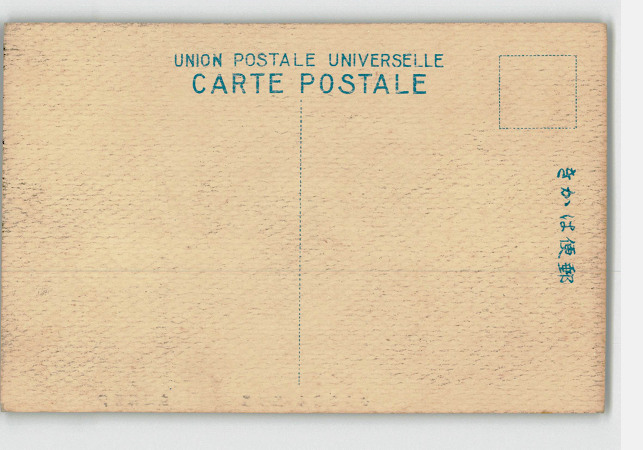 UNION POSTALE UNIVERSELLE
CARTE POSTALE
きかは便郵